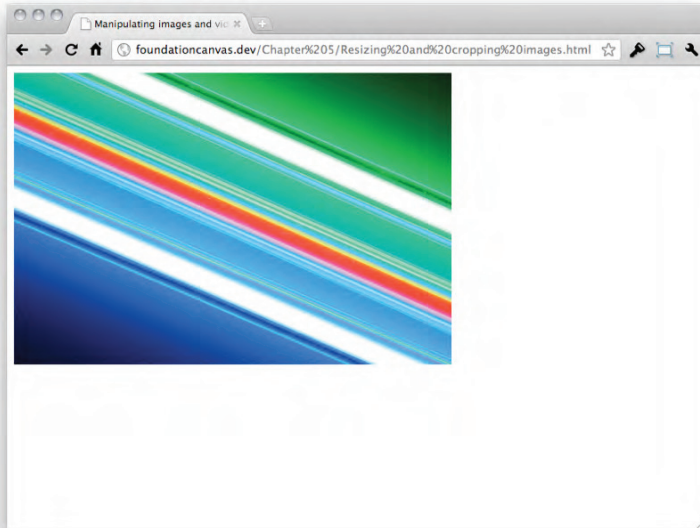 Manipulating images and vid
foundationcanvas.dev/Chapter%205/Resizing%20and%20cropping%20images.html